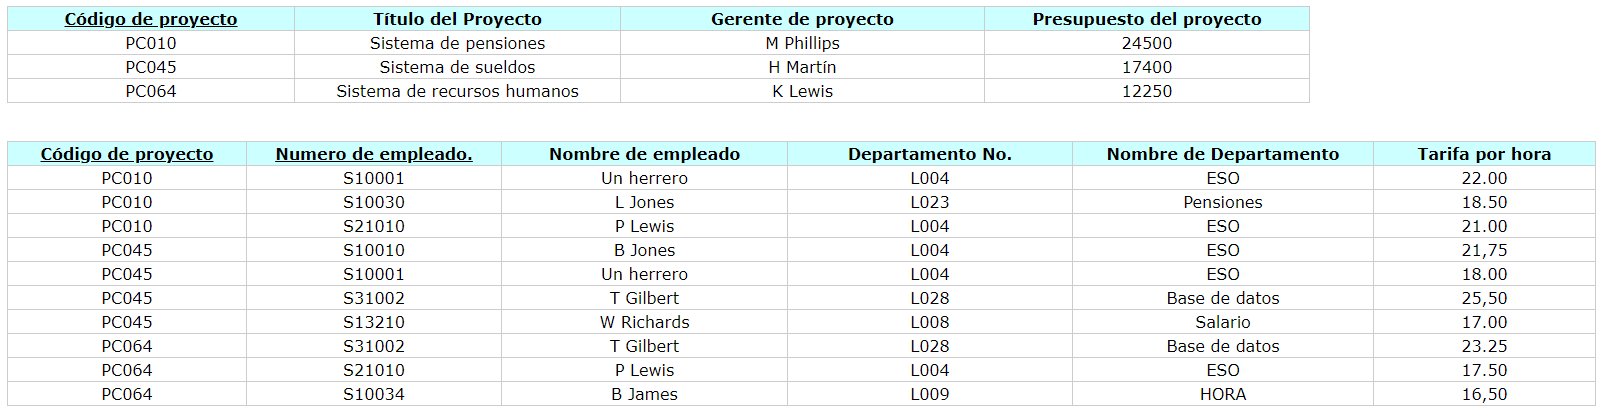 Código de proyecto Título del Proyecto Gerente de proyecto Presupuesto del proyecto
PC010 Sistema de pensiones M Phillips 24500
PC045 Sistema de sueldos H Martín 17400
PC064 Sistema de recursos humanos K Lewis 12250
Código de proyecto Numero de empleado. Nombre de empleado Departamento No. Nombre de Departamento Tarifa por hora
PC010 S10001 Un herrero L004 ESO 22.00
PC010 S10030 L Jones L023 Pensiones 18.50
PC010 S21010 P Lewis L004 ESO 21.00
PC045 S10010 B Jones L004 ESO 21,75
PC045 S10001 Un herrero L004 ESO 18.00
PC045 S31002 T Gilbert L028 Base de datos 25,50
PC045 S13210 W Richards L008 Salario 17.00
PC064 S31002 T Gilbert L028 Base de datos 23.25
PC064 S21010 P Lewis L004 ESO 17.50
PC064 S10034 B James L009 HORA 16,50